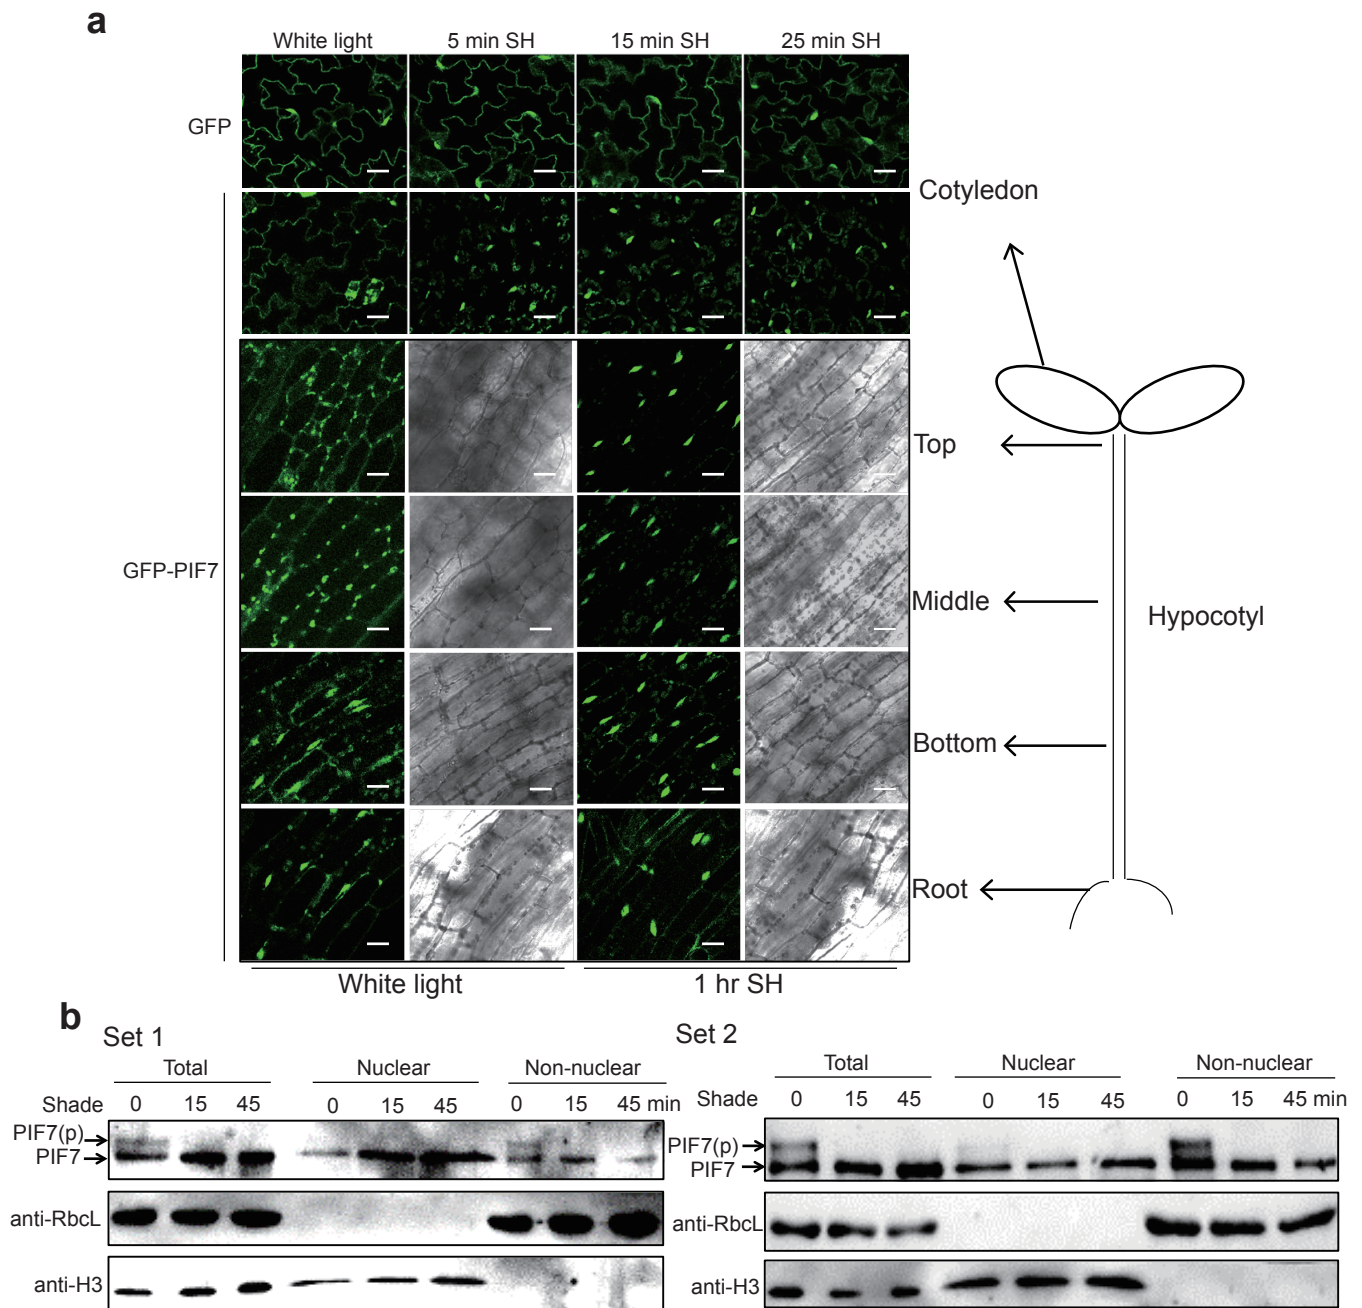 a
White light 5 min SH 15 min SH 25 min SH
GFP
Cotyledon
Top
GFP-PIF7
Middle
Hypocotyl
Bottom
Root
White light 1 hr SH
b
Set 1
Total Nuclear Non-nuclear
Shade 0 15 45 0 15 45 0 15 45 min
PIF7(p)
PIF7
anti-RbcL
anti-H3
Set 2
Total Nuclear Non-nuclear
Shade 0 15 45 0 15 45 0 15 45 min
PIF7(p)
PIF7
anti-RbcL
anti-H3